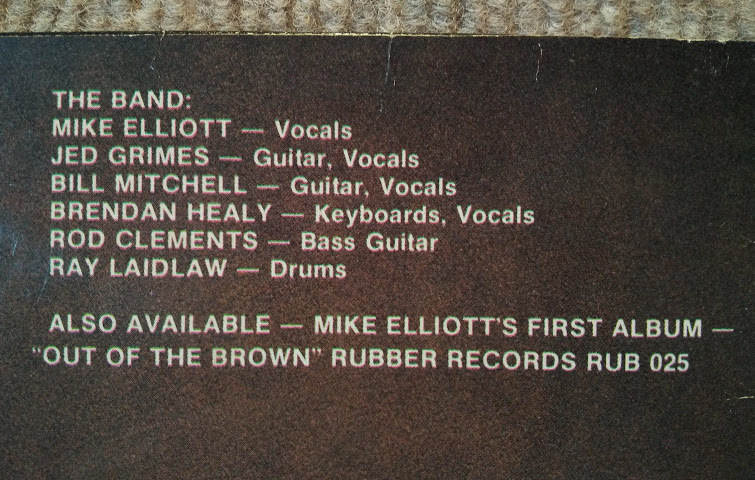 THE BAND:
MIKE ELLIOTT — Vocals
JED GRIMES — Guitar, Vocals
BILL MITCHELL — Guitar, Vocals
BRENDAN HEALY — Keyboards, Vocals
ROD CLEMENTS — Bass Guitar
RAY LAIDLAW — Drums
ALSO AVAILABLE — MIKE ELLIOTT'S FIRST ALBUM —
"OUT OF THE BROWN" RUBBER RECORDS RUB 025